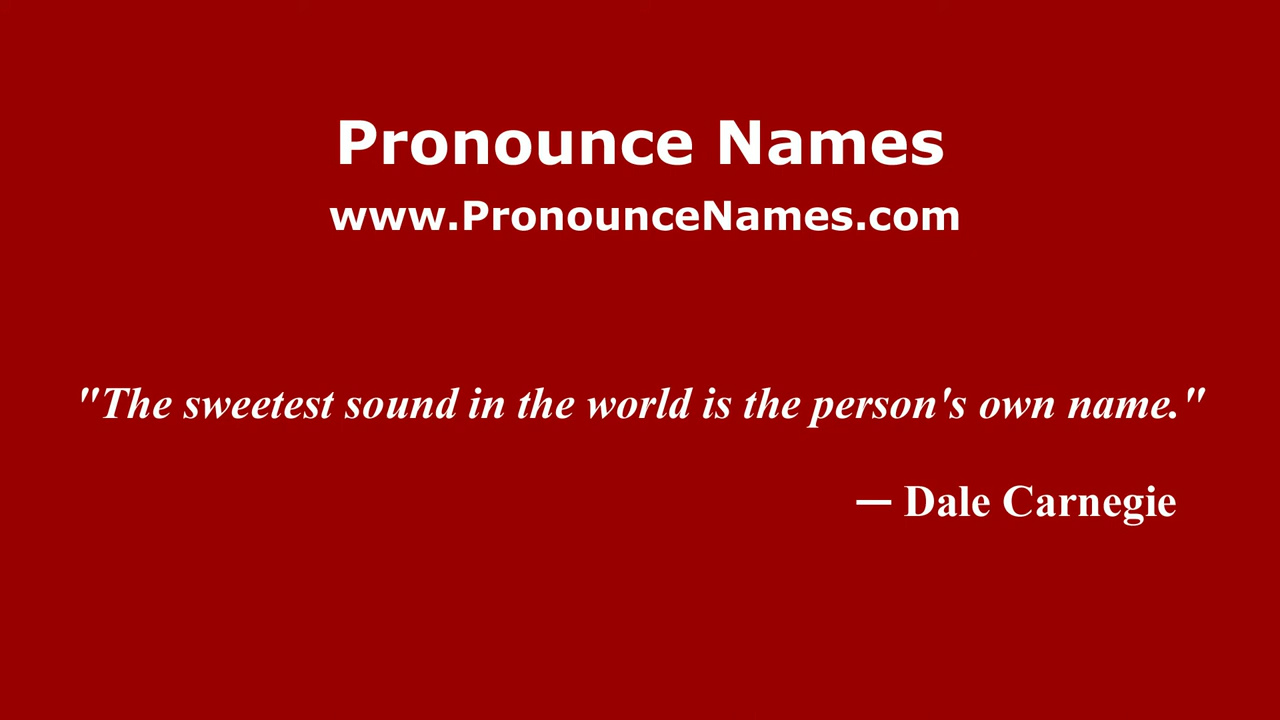 Pronounce Names
www.PronounceNames.com
"The sweetest sound in the world is the person's own name."
— Dale Carnegie